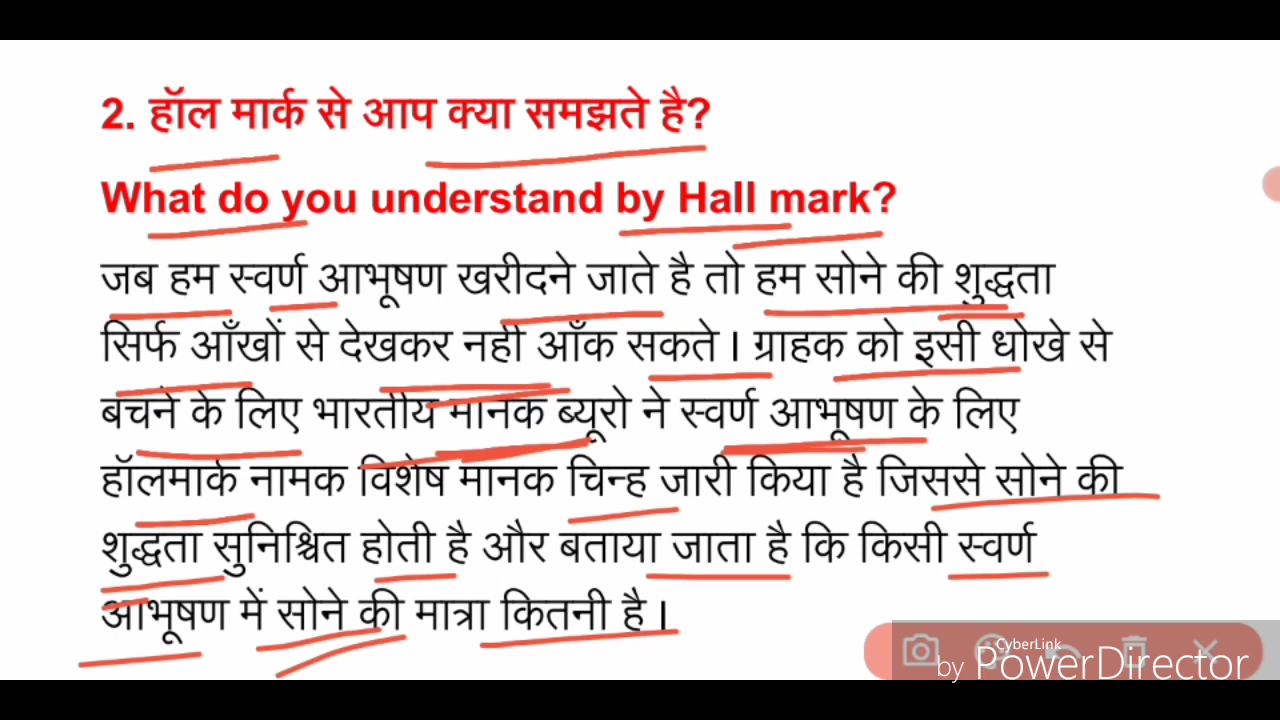 2. हॉल मार्क से आप क्या समझते है?
What do you understand by Hall mark?
जब हम स्वर्ण आभूषण खरीदने जाते है तो हम सोने की शुद्धता
सिर्फ आँखों से देखकर नही आँक सकते । ग्राहक को इसी धोखे से
बचने के लिए भारतीय मानक ब्यूरो ने स्वर्ण आभूषण के लिए
हॉलमार्क नामक विशेष मानक चिन्ह जारी किया है जिससे सोने की
शुद्धता सुनिश्चित होती है और बताया जाता है कि किसी स्वर्ण
आभूषण में सोने की मात्रा कितनी है ।
CyberLink
by PowerDirector